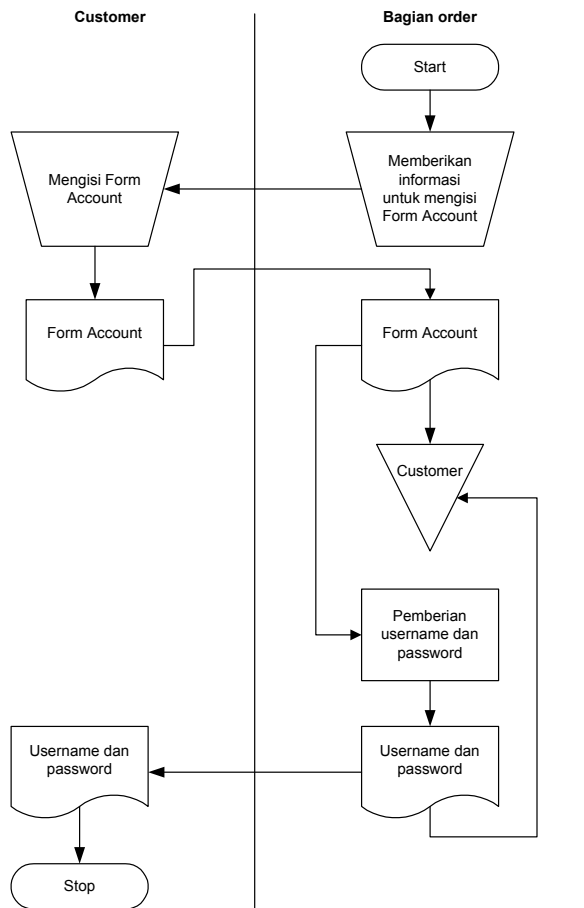 Customer
Bagian order
Start
Memberikan
informasi
untuk mengisi
Form Account
Mengisi Form
Account
Form Account
Form Account
Customer
Pemberian
username dan
password
Username dan
password
Username dan
password
Stop